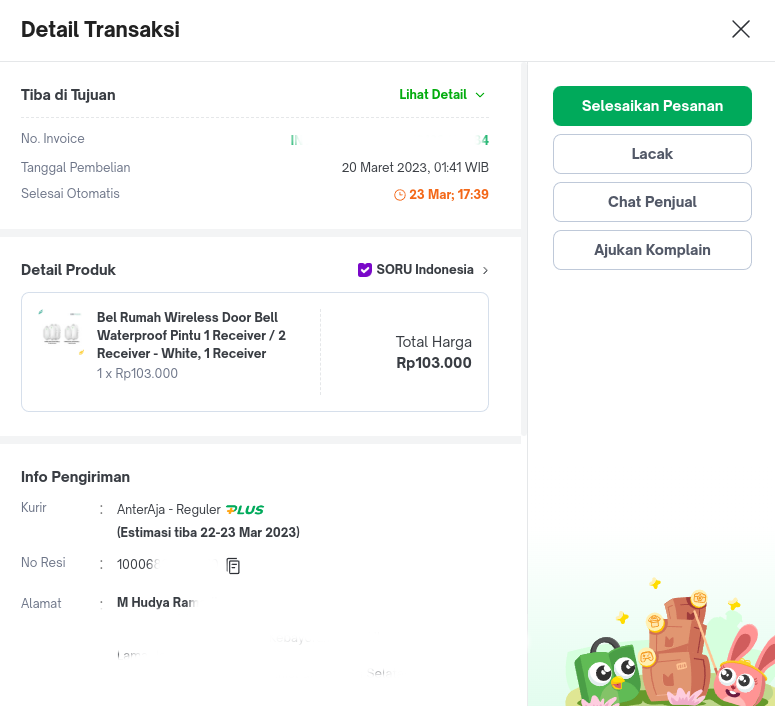 Detail Transaksi
Tiba di Tujuan
Lihat Detail
No. Invoice
4
Tanggal Pembelian
20 Maret 2023, 01:41 WIB
Selesai Otomatis
23 Mar; 17:39
Detail Produk
SORU Indonesia
Bel Rumah Wireless Door Bell
Waterproof Pintu 1 Receiver / 2
Receiver - White, 1 Receiver
1 x Rp103.000
Total Harga
Rp103.000
Info Pengiriman
Kurir : AnterAja - Reguler PLUS
(Estimasi tiba 22-23 Mar 2023)
No Resi : 10006
Alamat : M Hudya Ram
Selesaikan Pesanan
Lacak
Chat Penjual
Ajukan Komplain